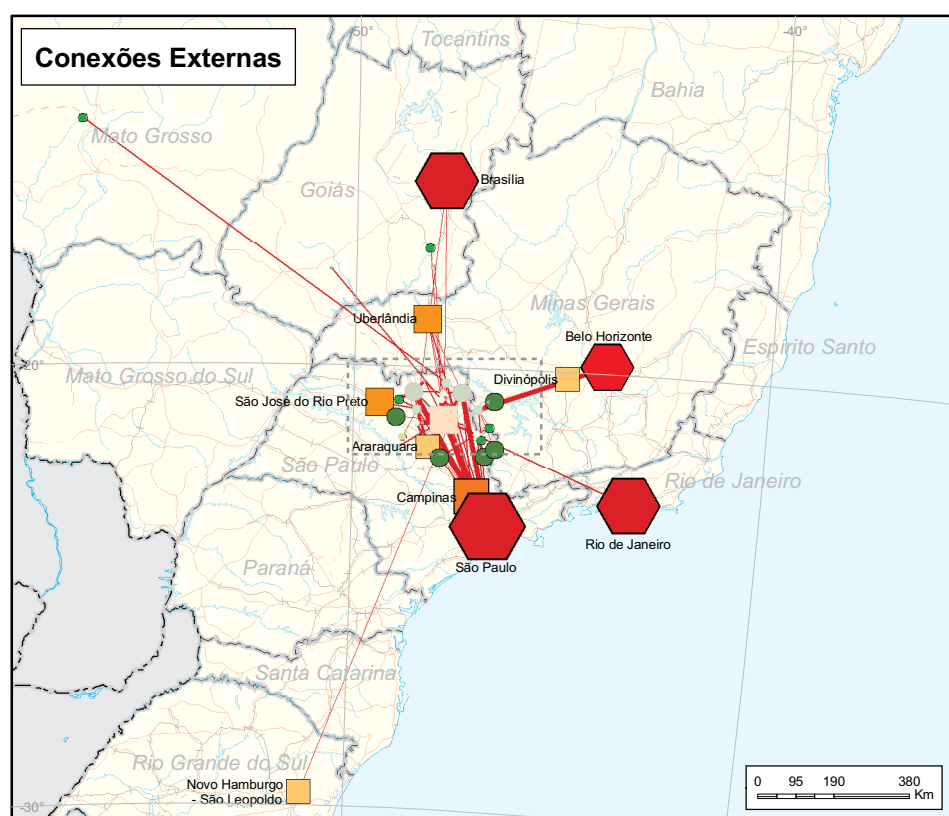 50°
-40°
Tocantins
Conexões Externas
Bahia
Mato Grosso
Goiás
Brasília
Minas Gerais
Uberlândia
Belo Horizonte
Espírito Santo
-20°
Mato Grosso do Sul
Divinópolis
São José do Rio Preto
Araraquara
São Paulo
Rio de Janeiro
Campinas
Rio de Janeiro
São Paulo
Paraná
Santa Catarina
Rio Grande do Sul
Novo Hamburgo
- São Leopoldo
0 95 190 380
Km
-30°